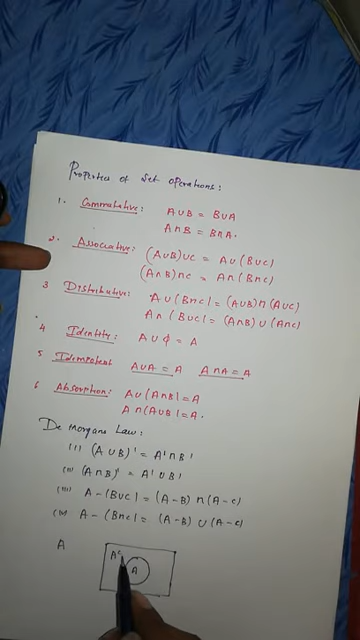 Properties of Set operations:
1. Commutative: A∪B = B∪A
A∩B = B∩A.
2. Associative: (A∪B)∪C = A∪(B∪C)
(A∩B)∩C = A∩(B∩C)
3 Distributive: A∪(B∩C) = (A∪B)∩(A∪C)
A∩(B∪C) = (A∩B)∪(A∩C)
4 Identity: A∪ϕ = A
5 Idempotent A∪A = A A∩A = A
6 Absorption: A∪(A∩B) = A
A∩(A∪B) = A.
De Morgans Law:
(i) (A∪B)' = A'∩B'
(ii) (A∩B)' = A'∪B'
(iii) A-(B∪C) = (A-B)∩(A-C)
(iv) A-(B∩C) = (A-B)∪(A-C)
A
Aᶜ
A